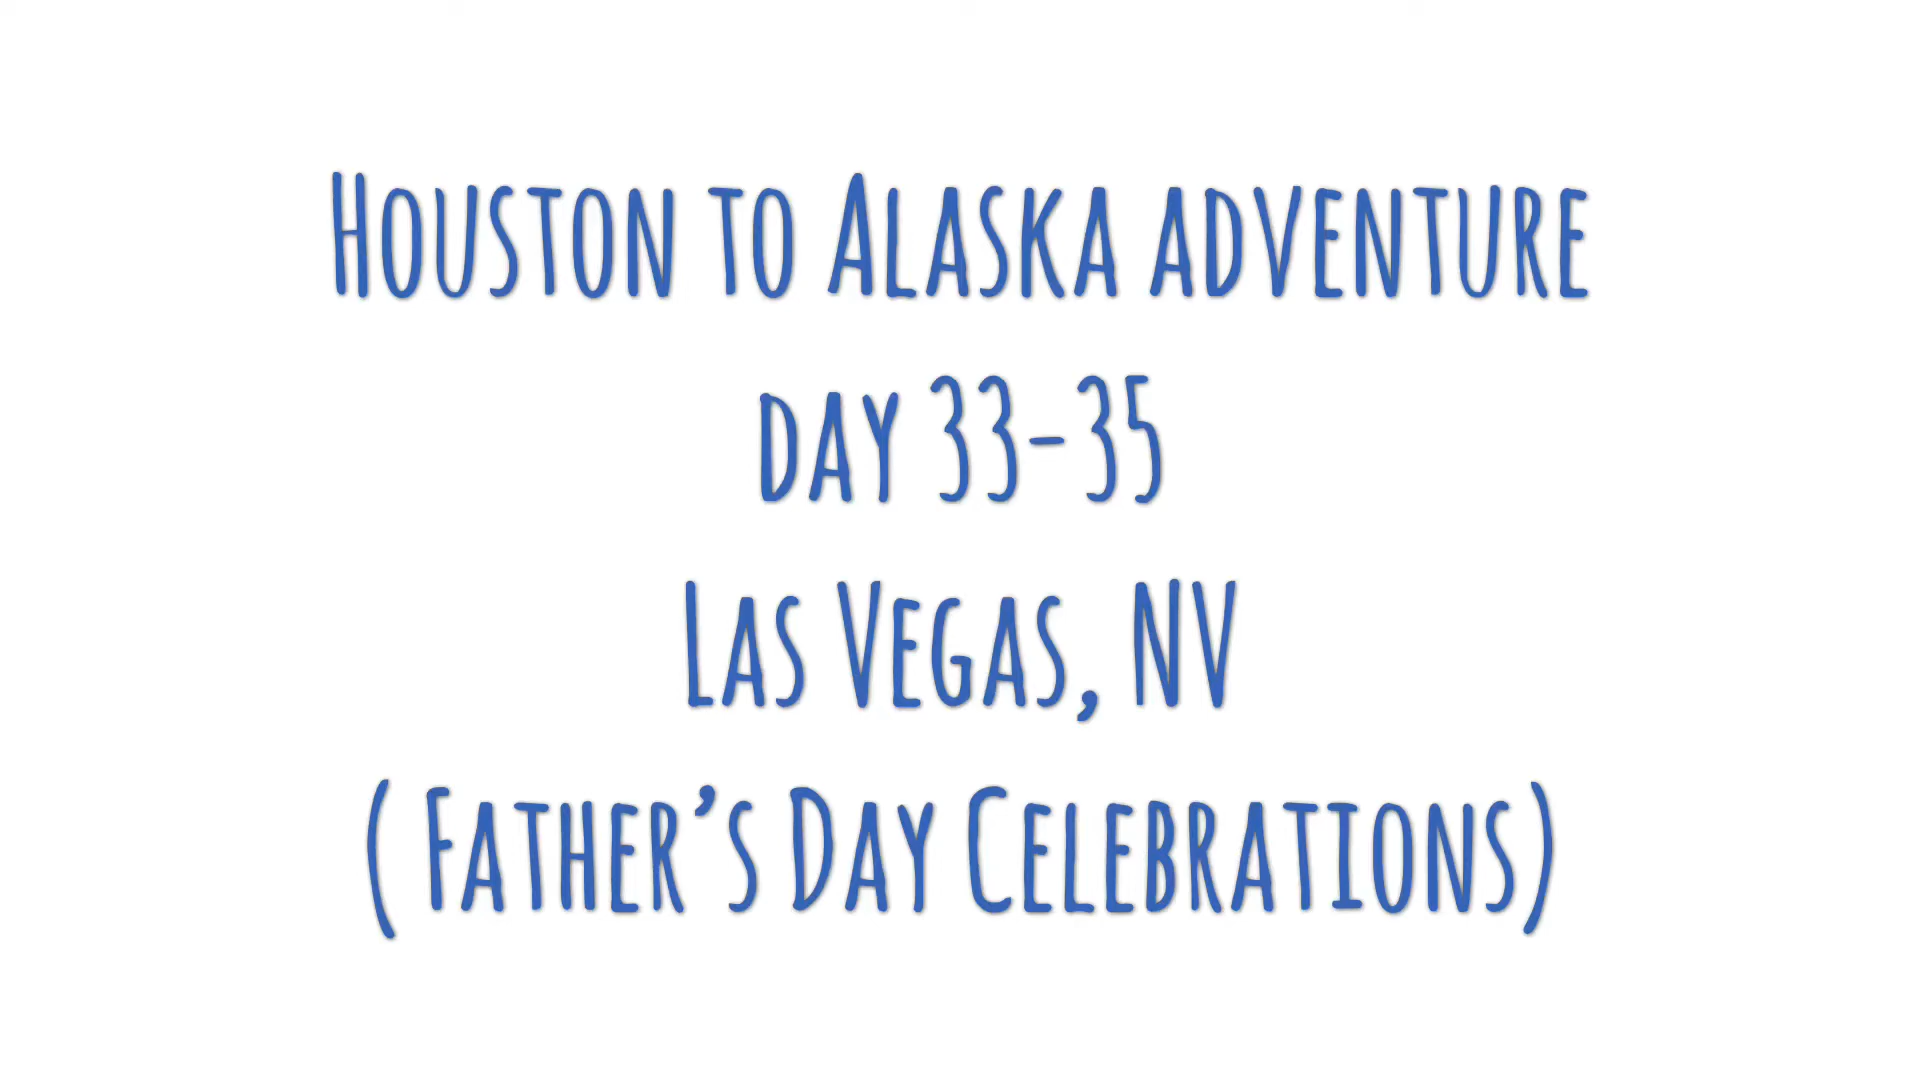 Houston to Alaska adventure
day 33-35
Las Vegas, NV
( Father’s Day Celebrations)